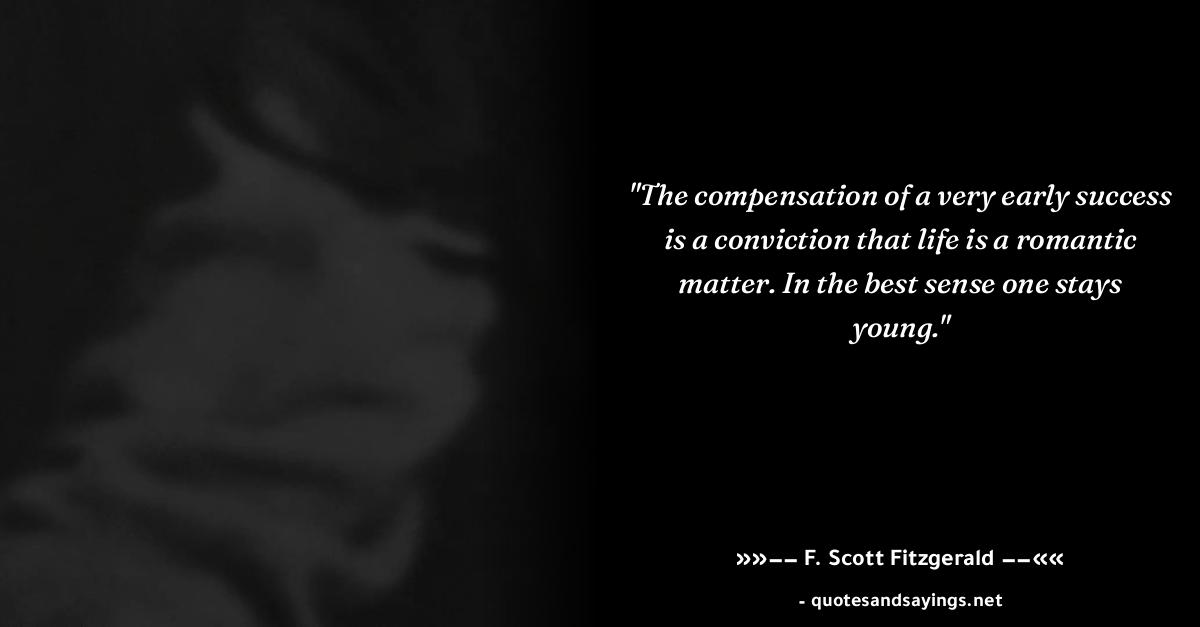 "The compensation of a very early success
is a conviction that life is a romantic
matter. In the best sense one stays
young."
»»–– F. Scott Fitzgerald ––««
- quotesandsayings.net